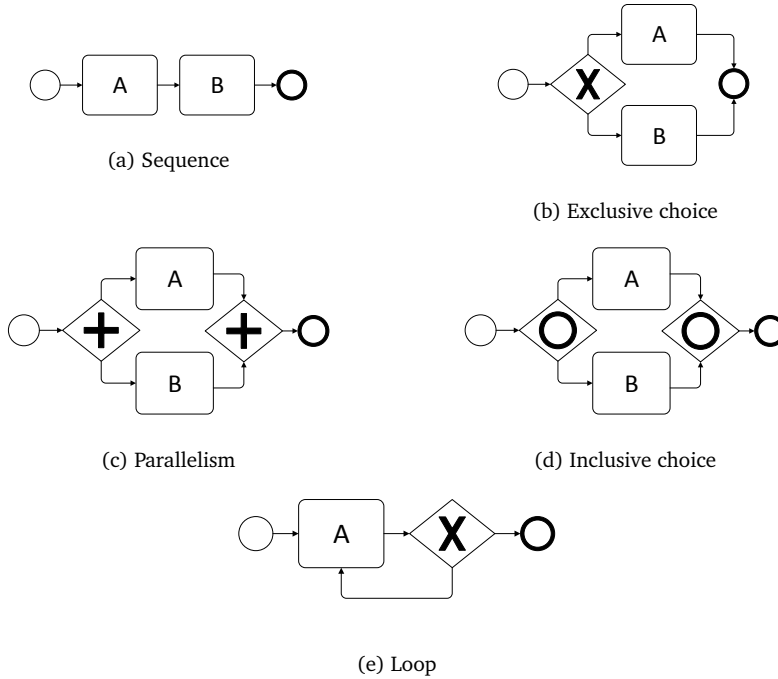 A
B
(a) Sequence
A
X
B
(b) Exclusive choice
A
B
(c) Parallelism
A
B
(d) Inclusive choice
A
X
(e) Loop